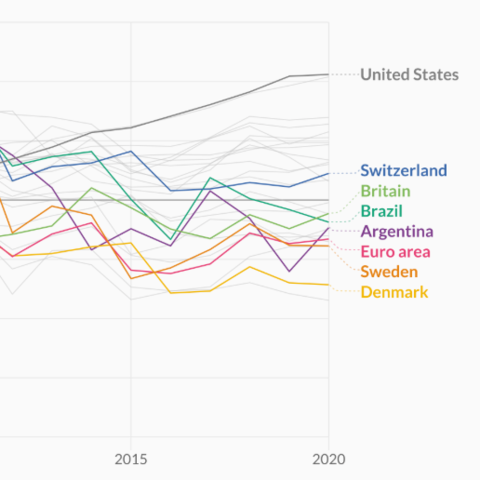 United States
Switzerland
Britain
Brazil
Argentina
Euro area
Sweden
Denmark
2015
2020